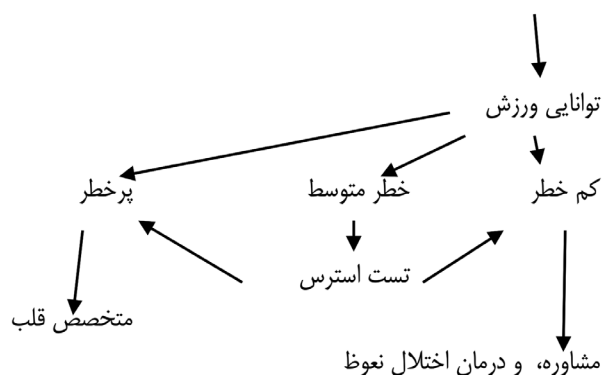 توانایی ورزش
کم خطر
خطر متوسط
پرخطر
تست استرس
متخصص قلب
مشاوره، و درمان اختلال نعوظ